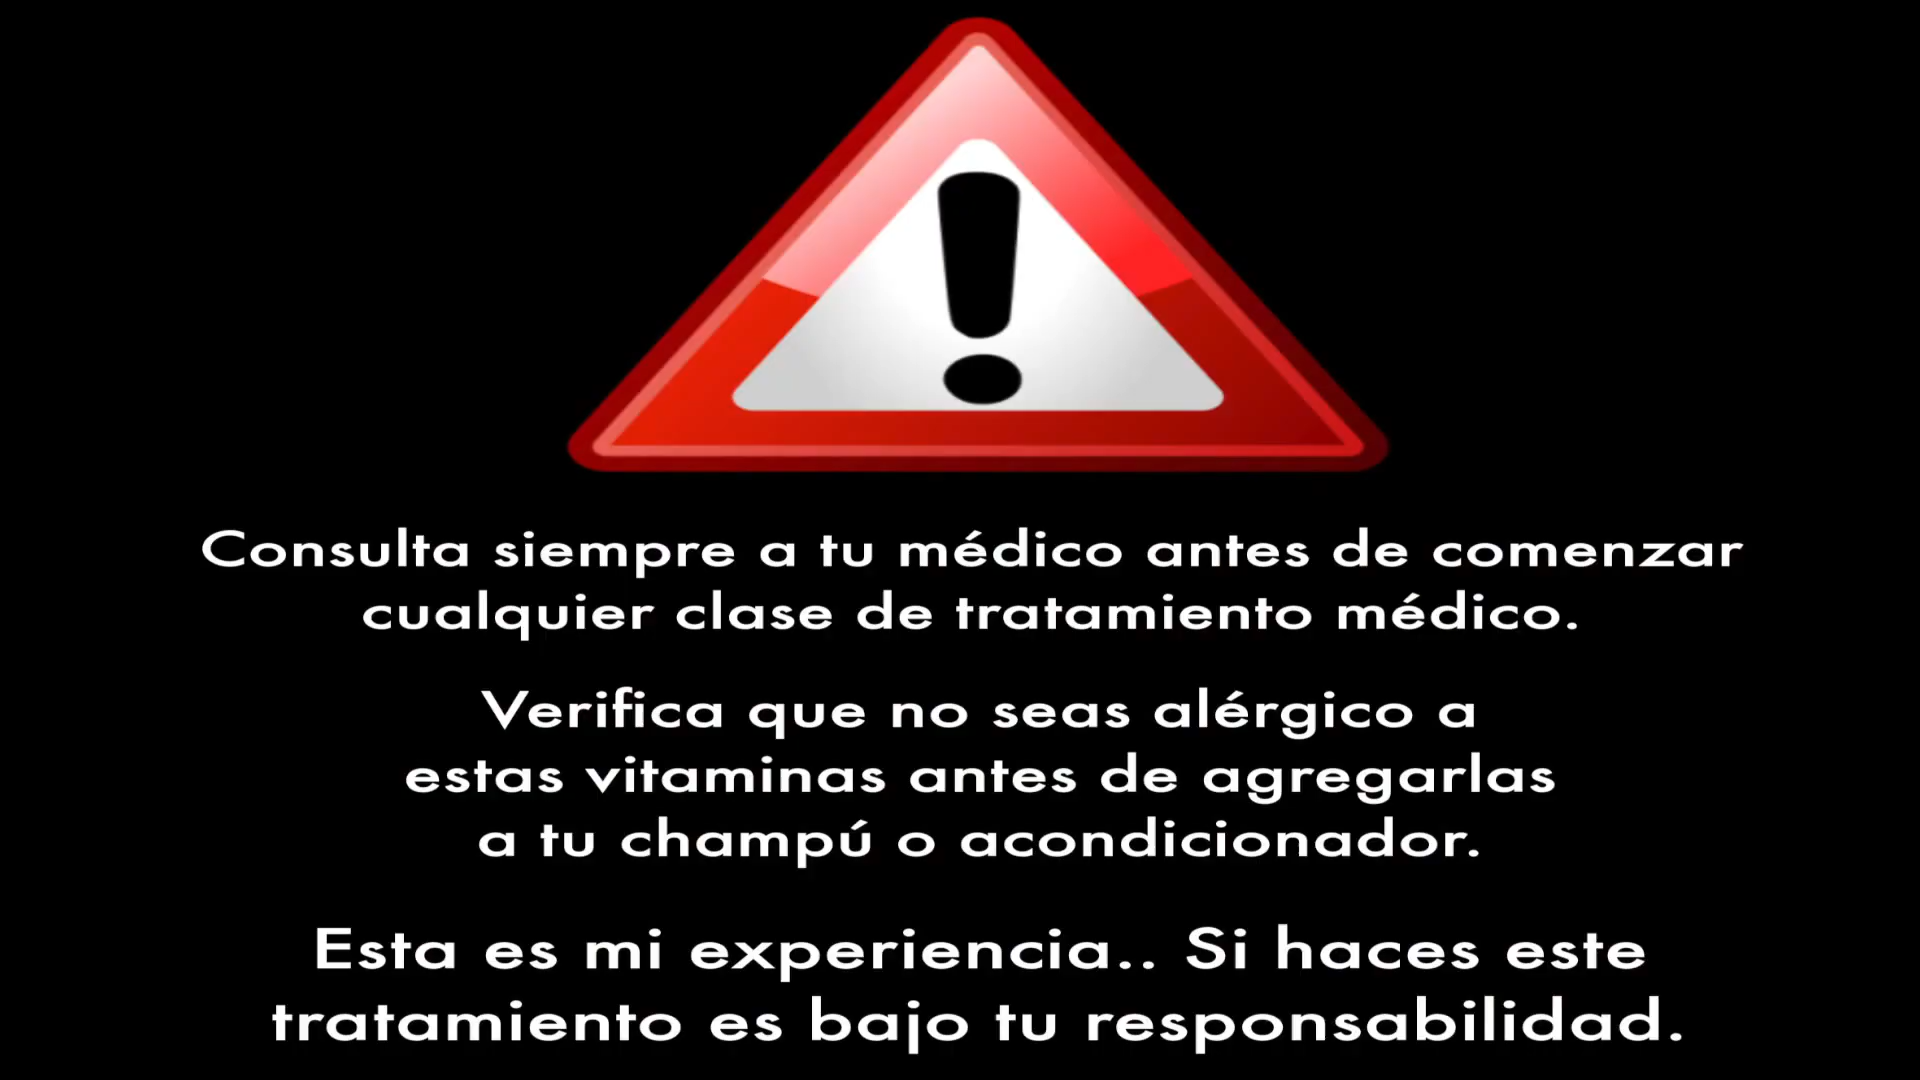 Consulta siempre a tu médico antes de comenzar
cualquier clase de tratamiento médico.
Verifica que no seas alérgico a
estas vitaminas antes de agregarlas
a tu champú o acondicionador.
Esta es mi experiencia.. Si haces este
tratamiento es bajo tu responsabilidad.